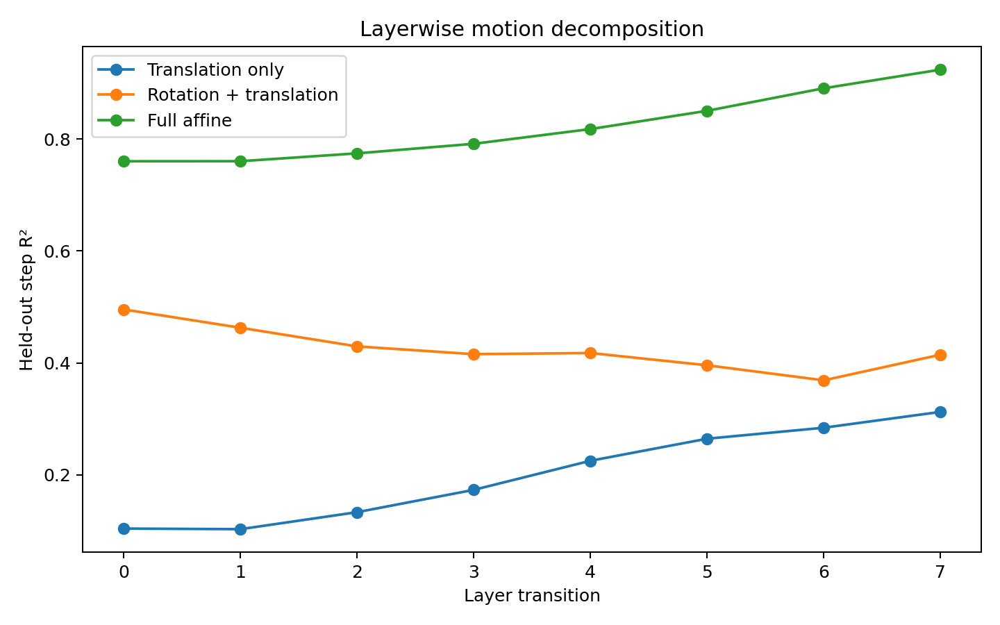 Layerwise motion decomposition
Translation only
Rotation + translation
Full affine
Held-out step R²
0.8
0.6
0.4
0.2
0 1 2 3 4 5 6 7
Layer transition